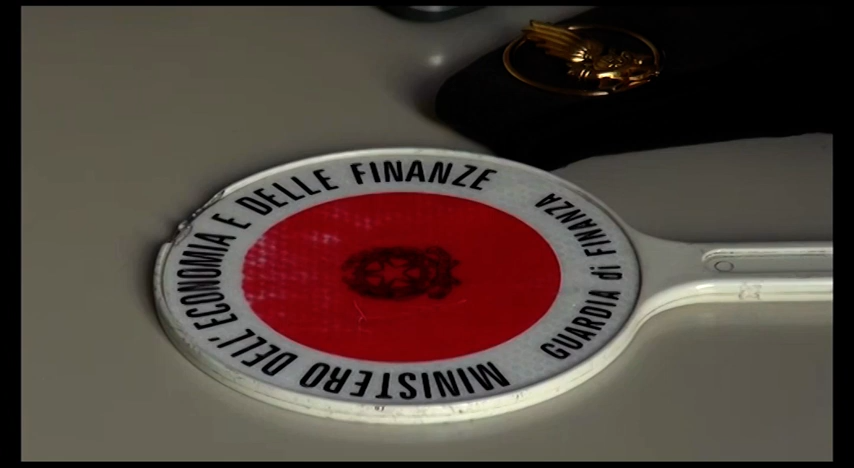 MINISTERO DELL'ECONOMIA E DELLE FINANZE
GUARDIA di FINANZA